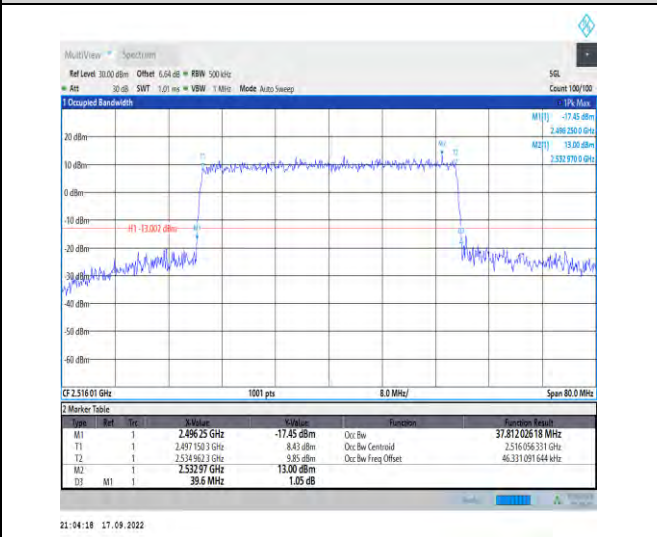 MultiView Spectrum
Ref Level 30.00 dBm Offset 6.64 dB RBW 500 kHz SGL
Att 30 dB SWT 1.01 ms VBW 1 MHz Mode Auto Sweep Count 100/100
1 Occupied Bandwidth 1Pk Max
M1[1] -17.45 dBm
2.496 250 0 GHz
M2[1] 13.00 dBm
2.532 970 0 GHz
M2
T1
20 dBm
10 dBm
0 dBm
-10 dBm
H1 -13.002 dBm M1
-20 dBm
-30 dBm
-40 dBm
-50 dBm
-60 dBm
CF 2.516 01 GHz 1001 pts 8.0 MHz/ Span 80.0 MHz
2 Marker Table
Type Ref Trc X-Value Y-Value Function Function Result
M1 1 2.496 25 GHz -17.45 dBm Occ Bw 37.812 026 18 MHz
T1 1 2.497 150 3 GHz 8.43 dBm Occ Bw Centroid 2.516 056 331 GHz
T2 1 2.534 962 3 GHz 9.85 dBm Occ Bw Freq Offset 46.331 091 644 kHz
M2 1 2.532 97 GHz 13.00 dBm
D3 M1 1 39.6 MHz 1.05 dB
21:04:18 17.09.2022